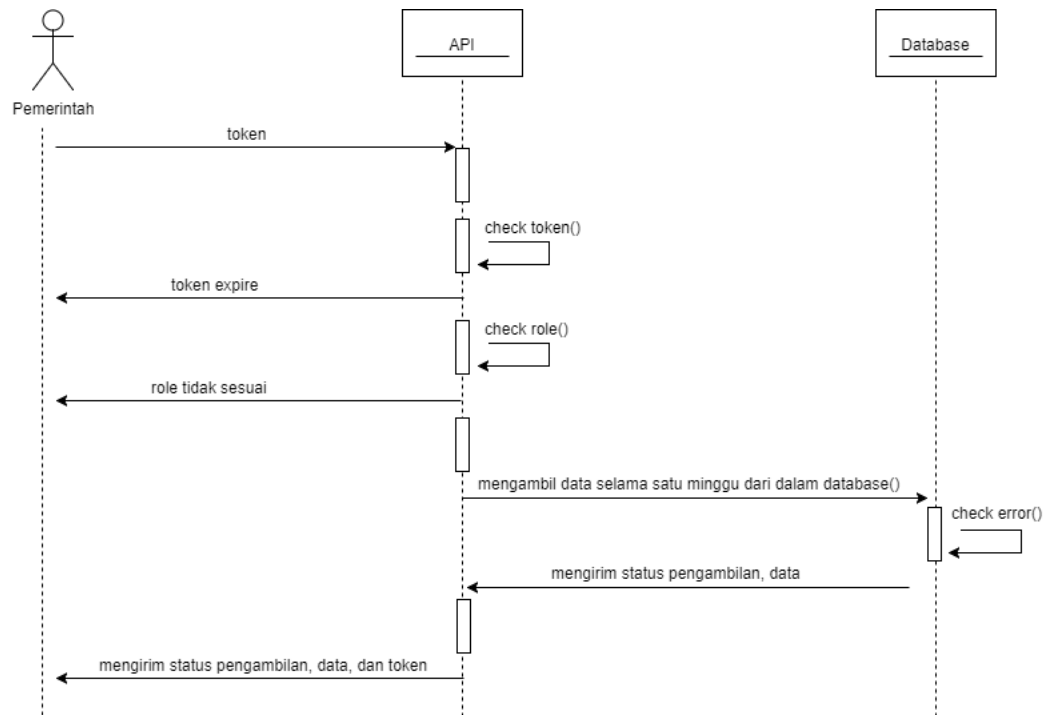 API
Database
Pemerintah
token
check token()
token expire
check role()
role tidak sesuai
mengambil data selama satu minggu dari dalam database()
check error()
mengirim status pengambilan, data
mengirim status pengambilan, data, dan token